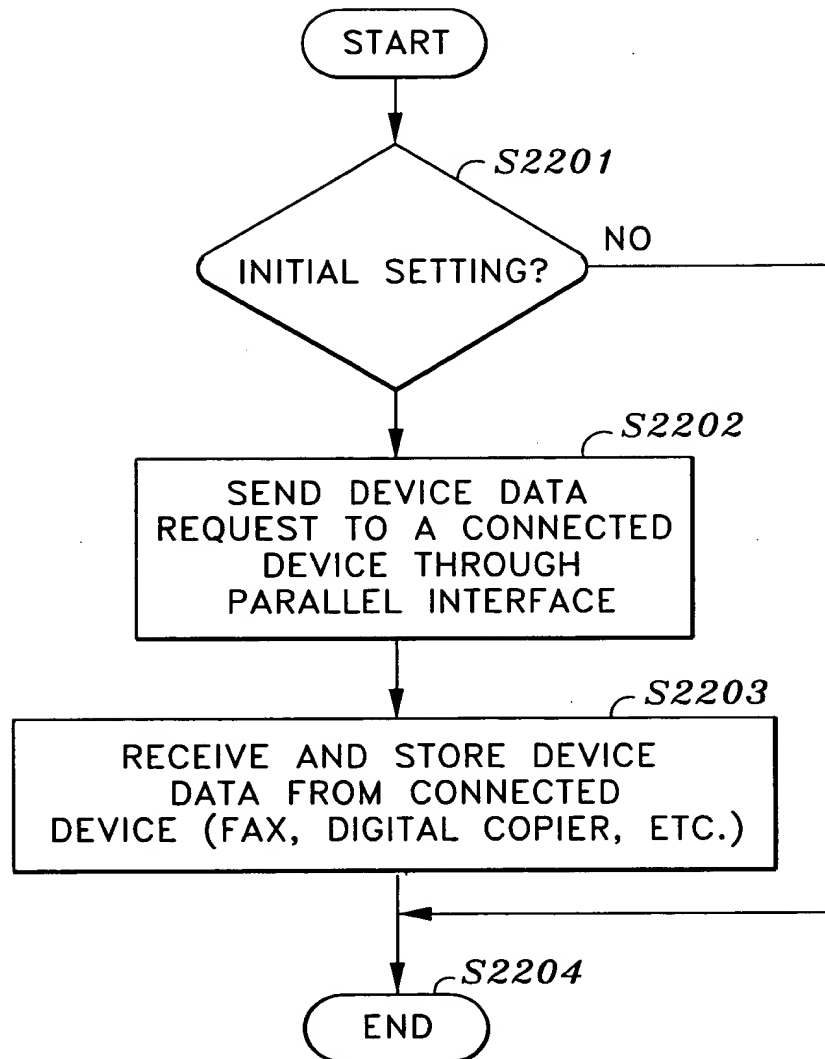 START
S2201
INITIAL SETTING?
NO
S2202
SEND DEVICE DATA
REQUEST TO A CONNECTED
DEVICE THROUGH
PARALLEL INTERFACE
S2203
RECEIVE AND STORE DEVICE
DATA FROM CONNECTED
DEVICE (FAX, DIGITAL COPIER, ETC.)
S2204
END